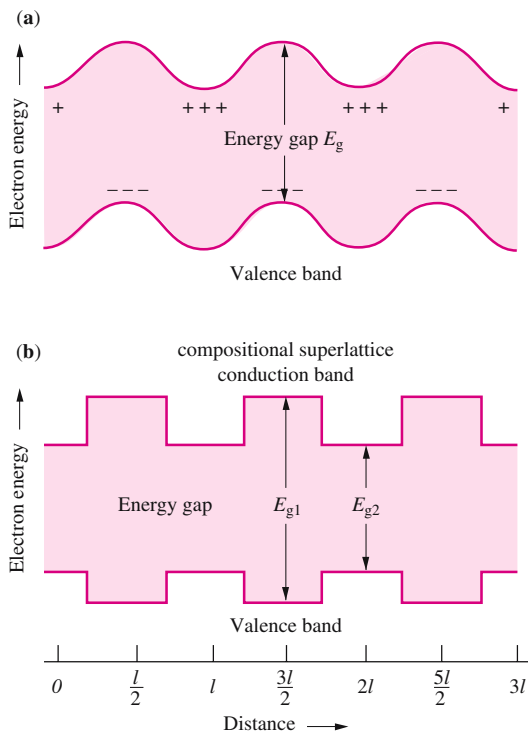 (a)
Electron energy
+ +++ +++ +
Energy gap Eg
――― ――― ―――
Valence band
(b)
compositional superlattice
conduction band
Electron energy
Energy gap Eg1 Eg2
Valence band
0 l/2 l 3l/2 2l 5l/2 3l
Distance